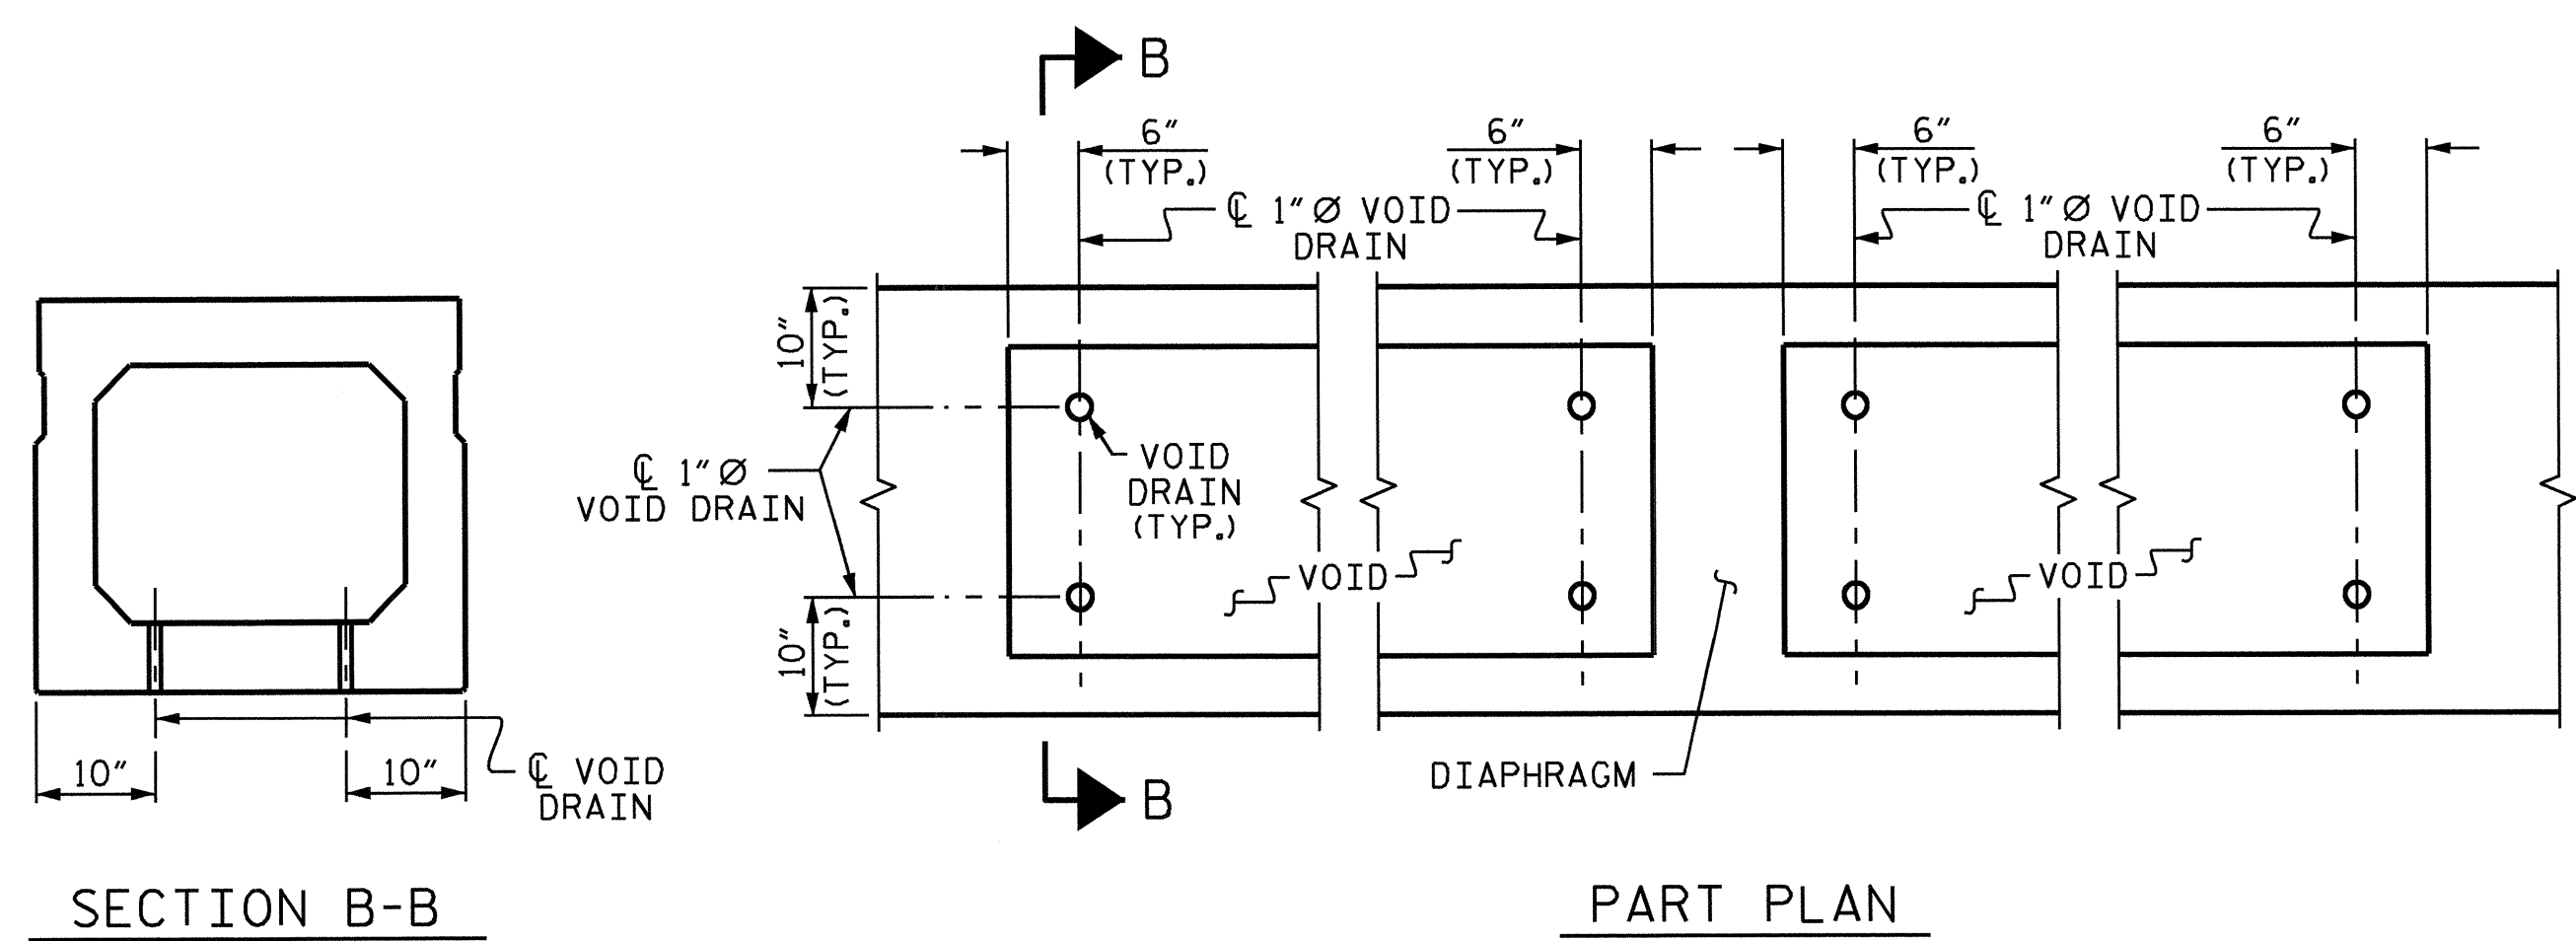 B
6" 6" 6" 6"
(TYP.) (TYP.) (TYP.) (TYP.)
℄ 1" Ø VOID
DRAIN
℄ 1" Ø VOID
DRAIN
10"
(TYP.)
℄ 1" Ø
VOID DRAIN
VOID
DRAIN
(TYP.)
VOID
VOID
10"
(TYP.)
10" 10"
℄ VOID
DRAIN
DIAPHRAGM
B
SECTION B-B
PART PLAN